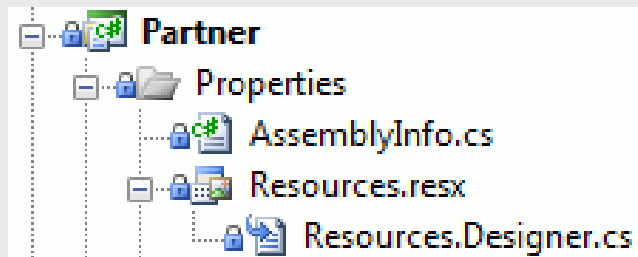 Partner
Properties
AssemblyInfo.cs
Resources.resx
Resources.Designer.cs